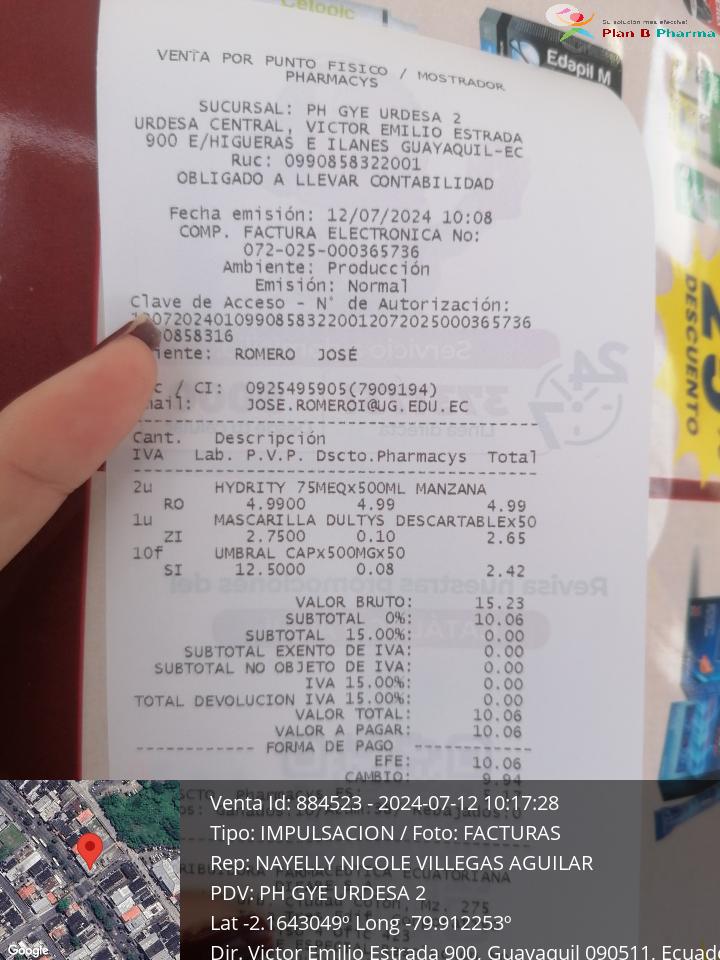 Su solución más efectiva!
Plan B Pharma
Edapil M
VENTA POR PUNTO FISICO / MOSTRADOR
PHARMACYS
SUCURSAL: PH GYE URDESA 2
URDESA CENTRAL, VICTOR EMILIO ESTRADA
900 E/HIGUERAS E ILANES GUAYAQUIL-EC
Ruc: 0990858322001
OBLIGADO A LLEVAR CONTABILIDAD
Fecha emisión: 12/07/2024 10:08
COMP. FACTURA ELECTRONICA No:
072-025-000365736
Ambiente: Producción
Emisión: Normal
Clave de Acceso - N° de Autorización:
120720240109908583220012072025000365736
0858316
iente: ROMERO JOSÉ
c / CI: 0925495905(7909194)
mail: JOSE.ROMEROI@UG.EDU.EC
Cant. Descripción
IVA Lab. P.V.P. Dscto.Pharmacys Total
2u HYDRITY 75MEQx500ML MANZANA
RO 4.9900 4.99 4.99
1u MASCARILLA DULTYS DESCARTABLEx50
ZI 2.7500 0.10 2.65
10f UMBRAL CAPx500MGx50
SI 12.5000 0.08 2.42
VALOR BRUTO: 15.23
SUBTOTAL 0%: 10.06
SUBTOTAL 15.00%: 0.00
SUBTOTAL EXENTO DE IVA: 0.00
SUBTOTAL NO OBJETO DE IVA: 0.00
IVA 15.00%: 0.00
TOTAL DEVOLUCION IVA 15.00%: 0.00
VALOR TOTAL: 10.06
VALOR A PAGAR: 10.06
------------ FORMA DE PAGO ------------
EFE: 10.06
CAMBIO: 9.94
DESCUENTO
Venta Id: 884523 - 2024-07-12 10:17:28
Tipo: IMPULSACION / Foto: FACTURAS
Rep: NAYELLY NICOLE VILLEGAS AGUILAR
PDV: PH GYE URDESA 2
Lat -2.1643049º Long -79.912253º
Dir. Victor Emilio Estrada 900, Guayaquil 090511, Ecuad
Google